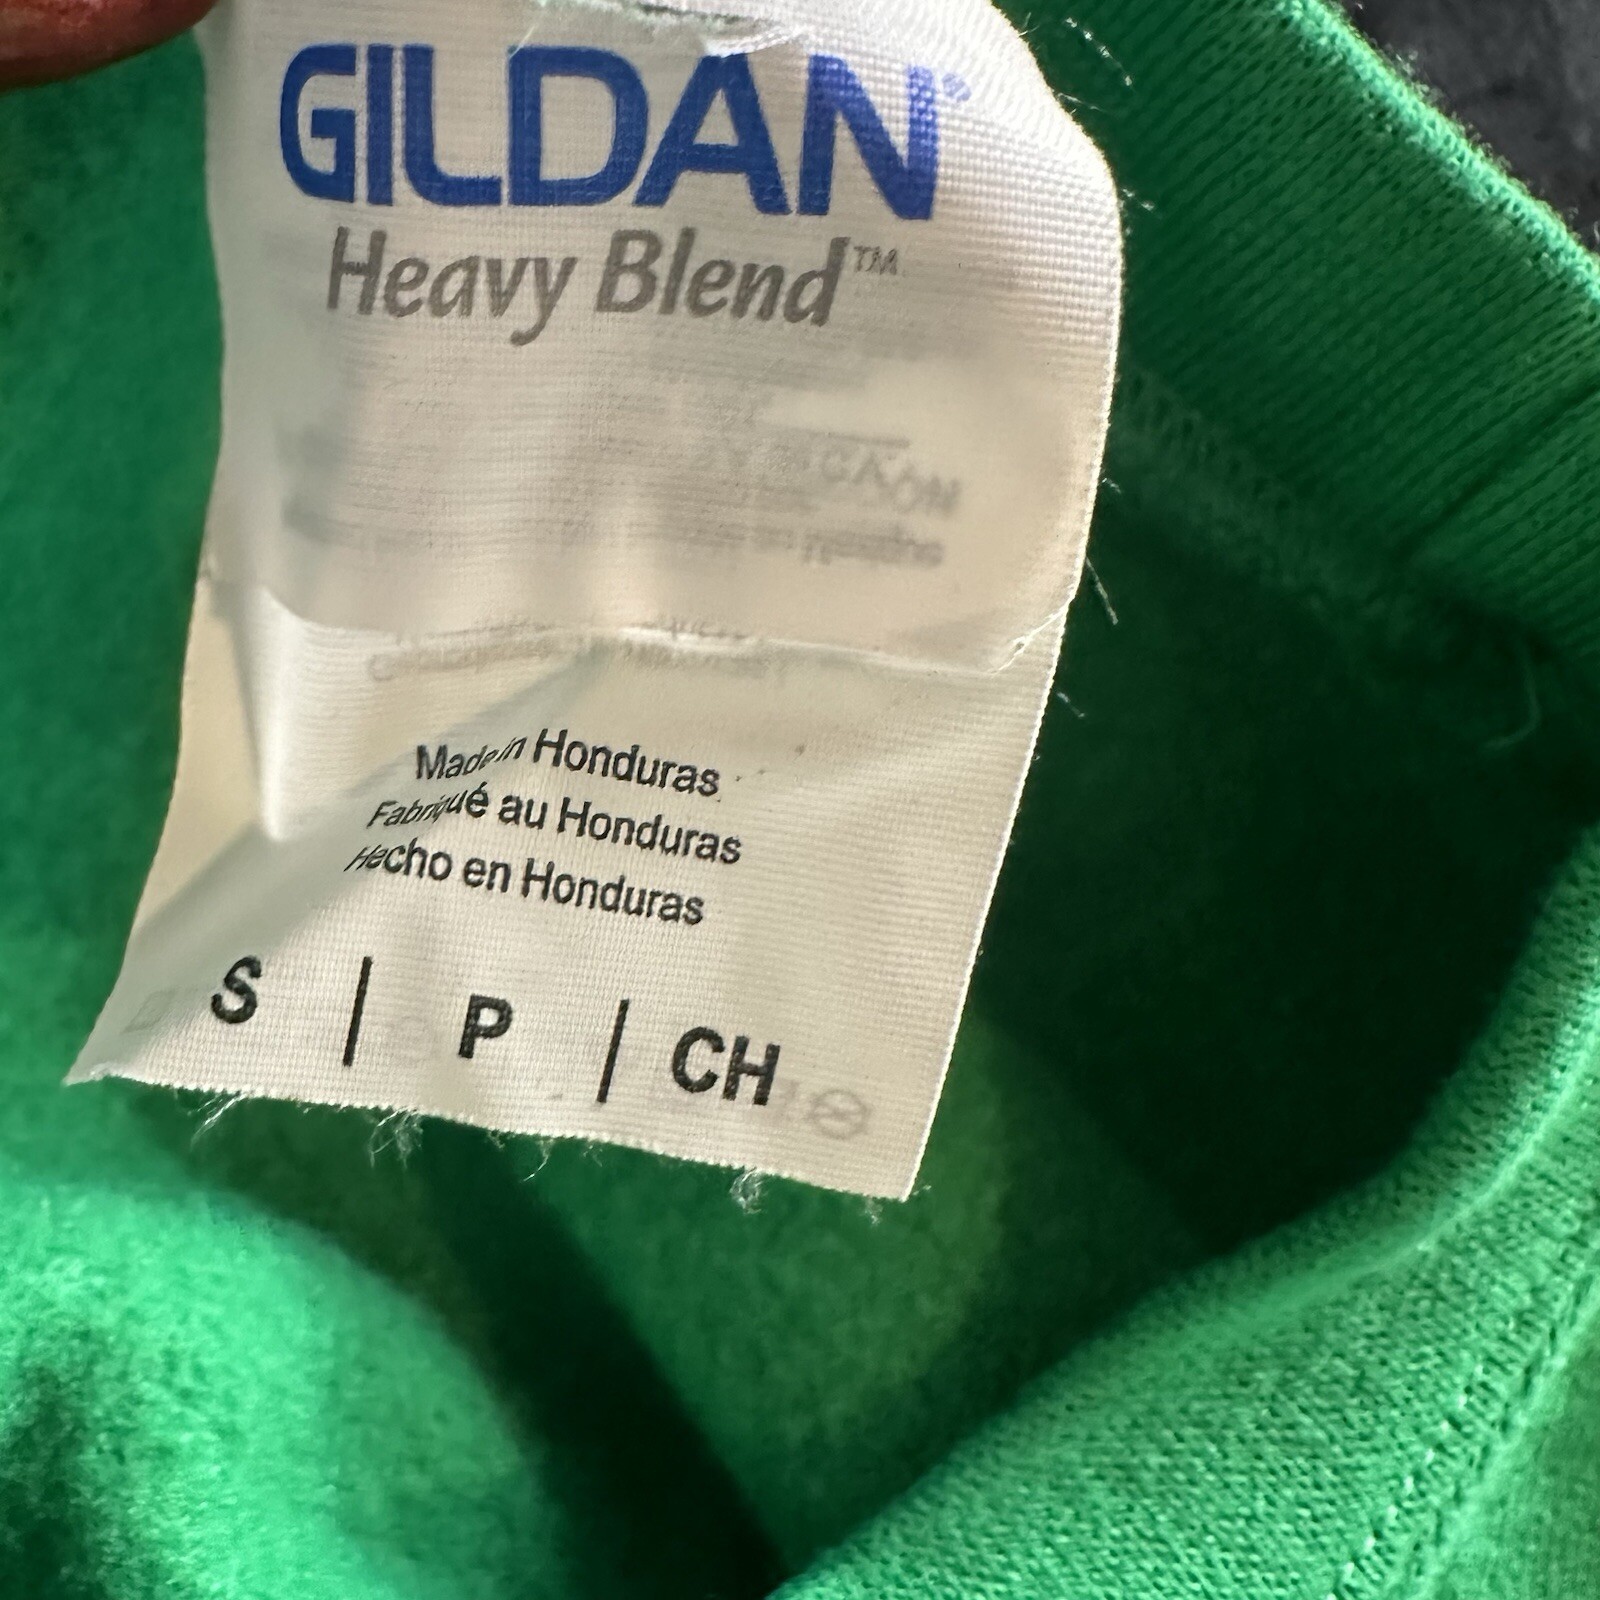 GILDAN®
Heavy Blend™
Made in Honduras
Fabriqué au Honduras
Hecho en Honduras
S | P | CH